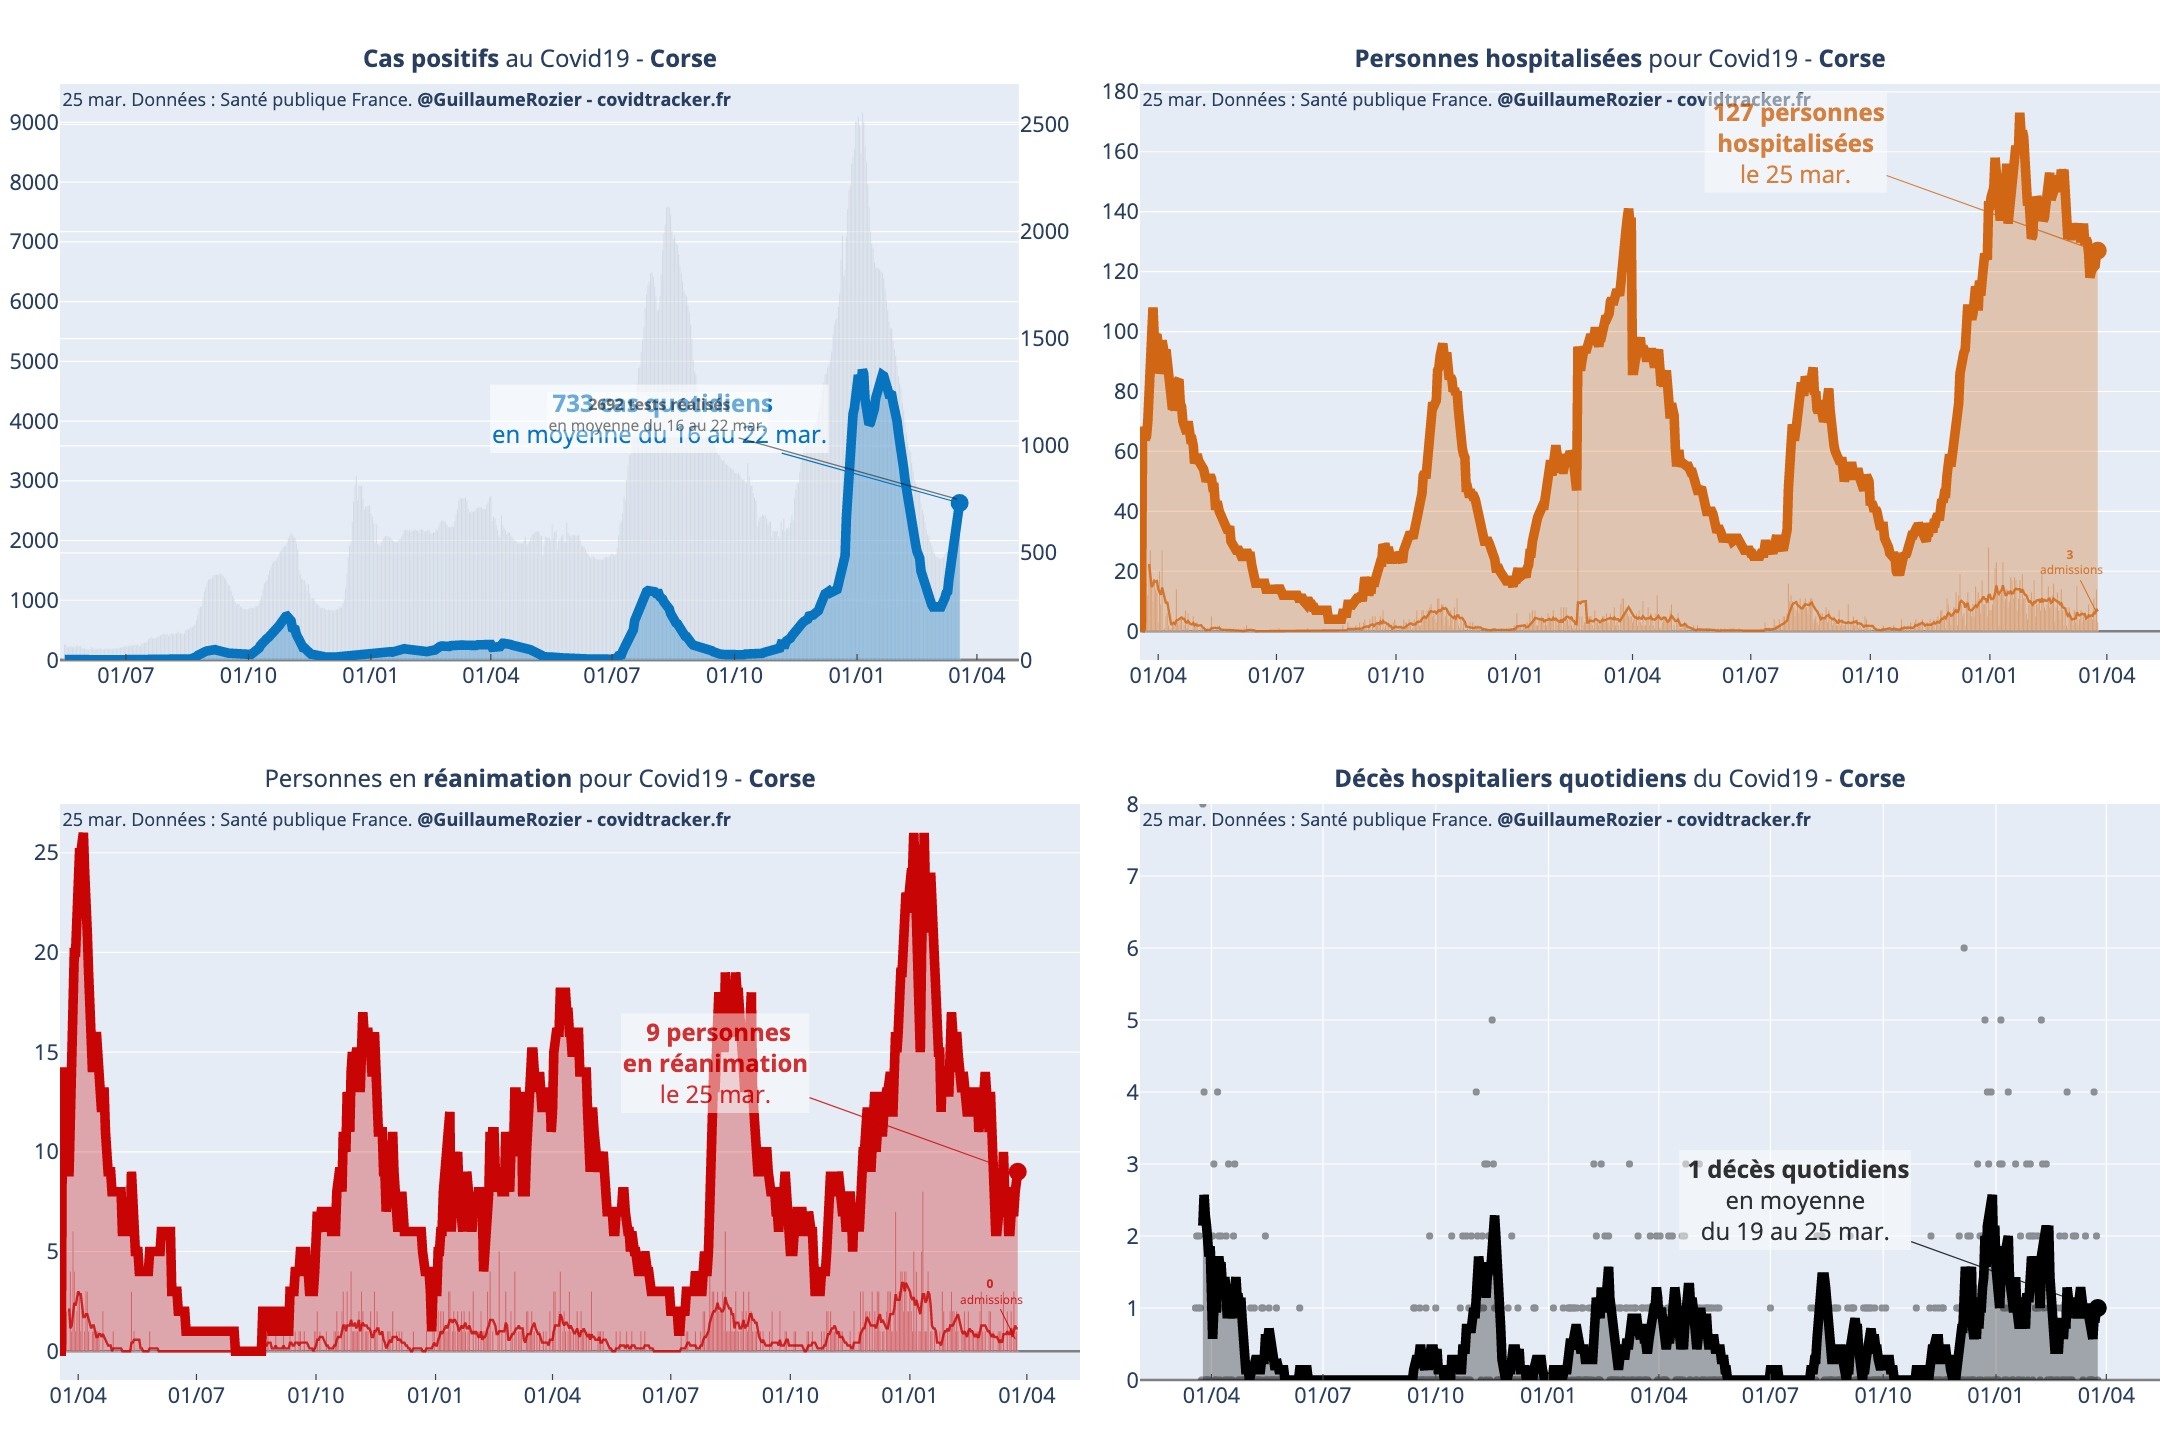 Cas positifs au Covid19 - Corse
25 mar. Données : Santé publique France. @GuillaumeRozier - covidtracker.fr
9000
8000
7000
6000
5000
4000
3000
2000
1000
0
2500
2000
1500
1000
500
0
733 cas quotidiens
2692 tests réalisés
en moyenne du 16 au 22 mar.
en moyenne du 16 au 22 mar.
01/07 01/10 01/01 01/04 01/07 01/10 01/01 01/04
Personnes hospitalisées pour Covid19 - Corse
25 mar. Données : Santé publique France. @GuillaumeRozier - covidtracker.fr
180
160
140
120
100
80
60
40
20
0
127 personnes
hospitalisées
le 25 mar.
3
admissions
01/04 01/07 01/10 01/01 01/04 01/07 01/10 01/01 01/04
Personnes en réanimation pour Covid19 - Corse
25 mar. Données : Santé publique France. @GuillaumeRozier - covidtracker.fr
25
20
15
10
5
0
9 personnes
en réanimation
le 25 mar.
0
admissions
01/04 01/07 01/10 01/01 01/04 01/07 01/10 01/01 01/04
Décès hospitaliers quotidiens du Covid19 - Corse
25 mar. Données : Santé publique France. @GuillaumeRozier - covidtracker.fr
8
7
6
5
4
3
2
1
0
1 décès quotidiens
en moyenne
du 19 au 25 mar.
01/04 01/07 01/10 01/01 01/04 01/07 01/10 01/01 01/04